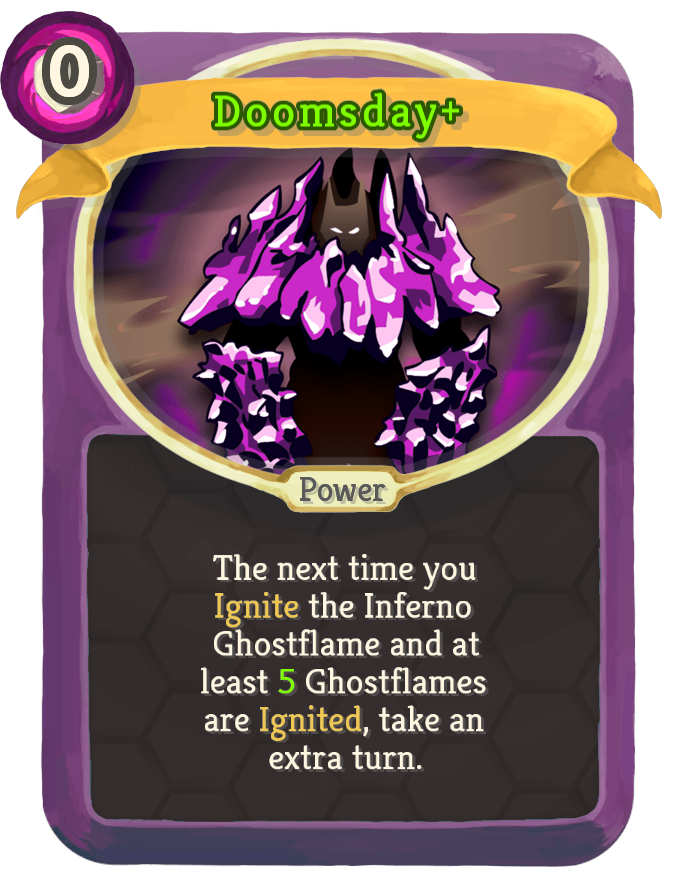 0
Doomsday+
Power
The next time you
Ignite the Inferno
Ghostflame and at
least 5 Ghostflames
are Ignited, take an
extra turn.